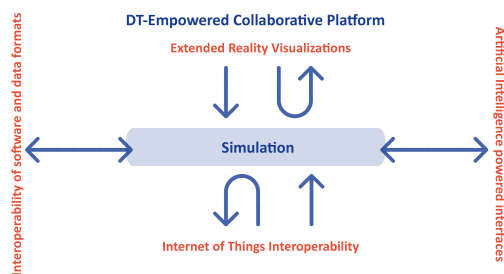 DT-Empowered Collaborative Platform
Extended Reality Visualizations
Interoperability of software and data formats
Simulation
Artificial Intelligence powered interfaces
Internet of Things Interoperability